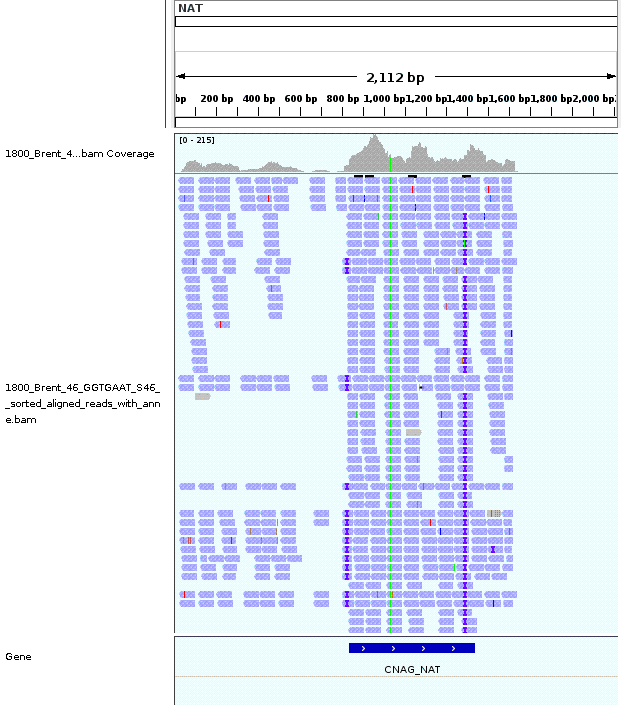 NAT
2,112 bp
bp 200 bp 400 bp 600 bp 800 bp 1,000 bp 1,200 bp 1,400 bp 1,600 bp 1,800 bp 2,000 bp
[0 - 215]
1800_Brent_4...bam Coverage
1800_Brent_46_GGTGAAT_S46_
_sorted_aligned_reads_with_ann
e.bam
Gene
CNAG_NAT